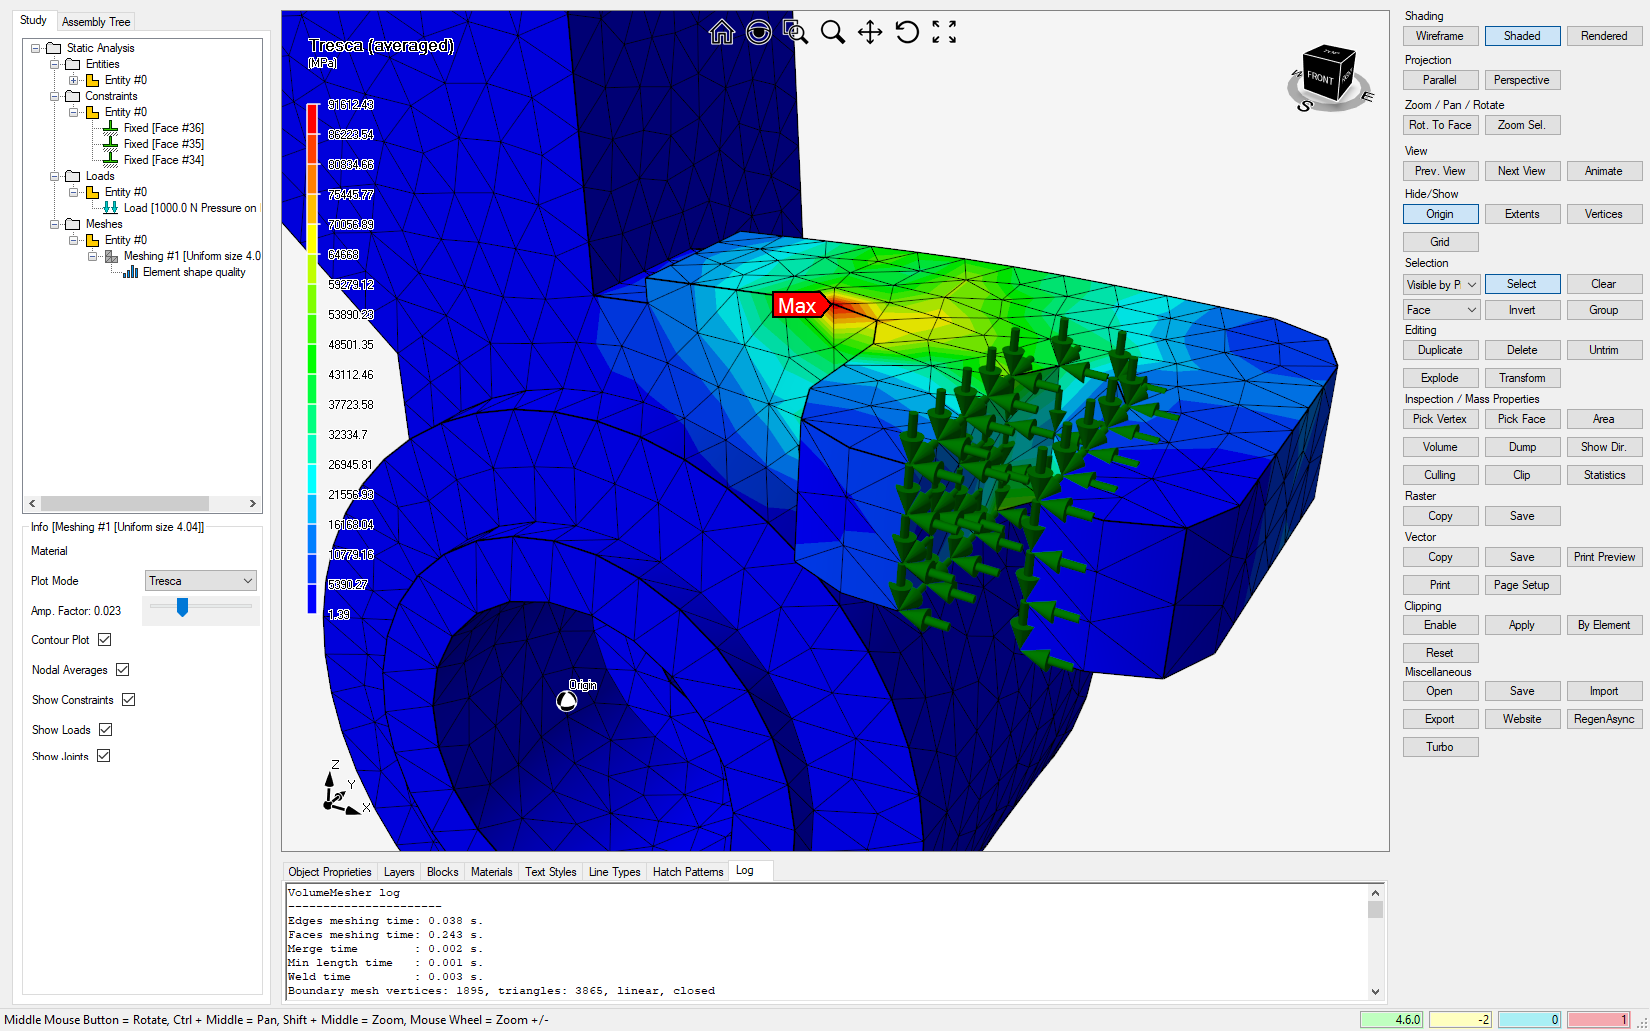 Study
Assembly Tree
Static Analysis
Entities
Entity #0
Constraints
Entity #0
Fixed [Face #36]
Fixed [Face #35]
Fixed [Face #34]
Loads
Entity #0
Load [1000.0 N Pressure on
Meshes
Entity #0
Meshing #1 [Uniform size 4.0
Element shape quality
Info [Meshing #1 [Uniform size 4.04]]
Material
Plot Mode
Tresca
Amp. Factor: 0.023
Contour Plot
Nodal Averages
Show Constraints
Show Loads
Show Joints
Tresca (averaged)
[MPa]
91612.43
86223.54
80834.66
75445.77
70056.89
64668
59279.12
53890.23
48501.35
43112.46
37723.58
32334.7
26945.81
21556.93
16168.04
10779.16
5390.27
1.39
Max
Origin
Z
Y
X
FRONT
W
S
E
Object Proprieties
Layers
Blocks
Materials
Text Styles
Line Types
Hatch Patterns
Log
VolumeMesher log
----------------------
Edges meshing time: 0.038 s.
Faces meshing time: 0.243 s.
Merge time : 0.002 s.
Min length time : 0.001 s.
Weld time : 0.003 s.
Boundary mesh vertices: 1895, triangles: 3865, linear, closed
Shading
Wireframe Shaded Rendered
Projection
Parallel Perspective
Zoom / Pan / Rotate
Rot. To Face Zoom Sel.
View
Prev. View Next View Animate
Hide/Show
Origin Extents Vertices
Grid
Selection
Visible by P Select Clear
Face Invert Group
Editing
Duplicate Delete Untrim
Explode Transform
Inspection / Mass Properties
Pick Vertex Pick Face Area
Volume Dump Show Dir.
Culling Clip Statistics
Raster
Copy Save
Vector
Copy Save Print Preview
Print Page Setup
Clipping
Enable Apply By Element
Reset
Miscellaneous
Open Save Import
Export Website RegenAsync
Turbo
Middle Mouse Button = Rotate, Ctrl + Middle = Pan, Shift + Middle = Zoom, Mouse Wheel = Zoom +/-
4.6.0
-2
0
1